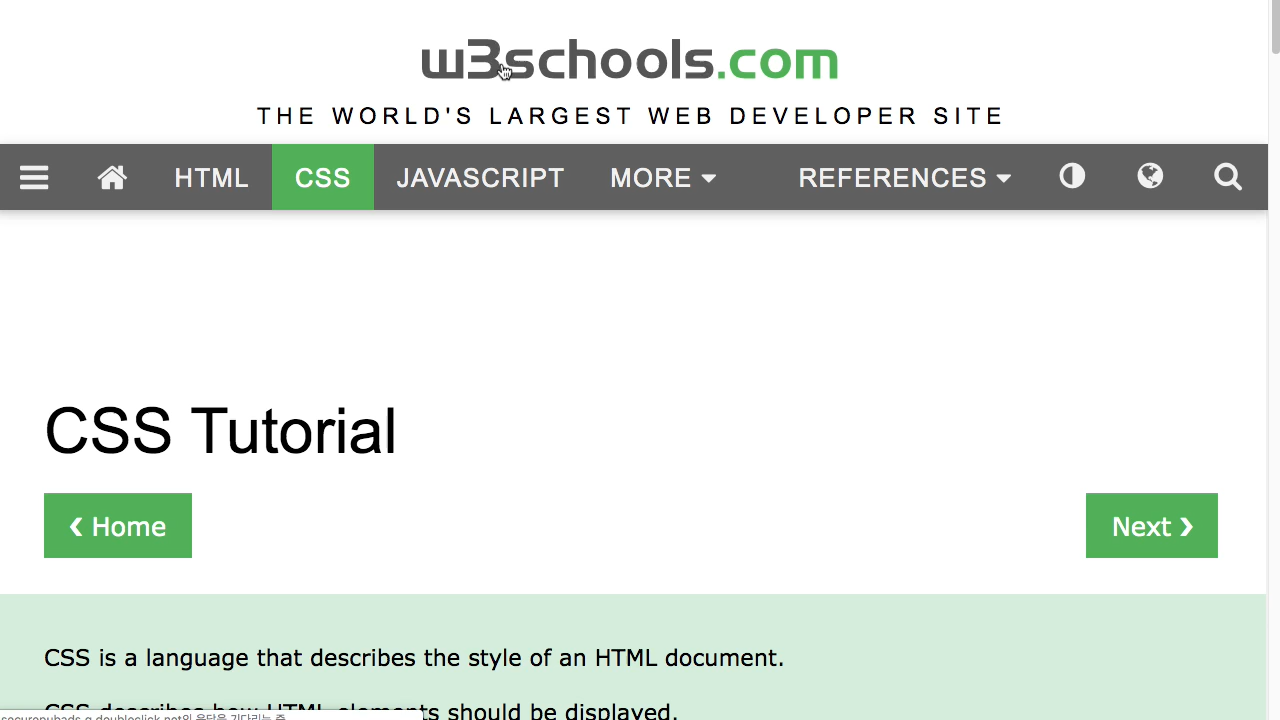 w3schools.com
THE WORLD'S LARGEST WEB DEVELOPER SITE
HTML CSS JAVASCRIPT MORE REFERENCES
CSS Tutorial
❮ Home Next ❯
CSS is a language that describes the style of an HTML document.
CSS describes how HTML elements should be displayed.
securepubads.g.doubleclick.net의 응답을 기다리는 중